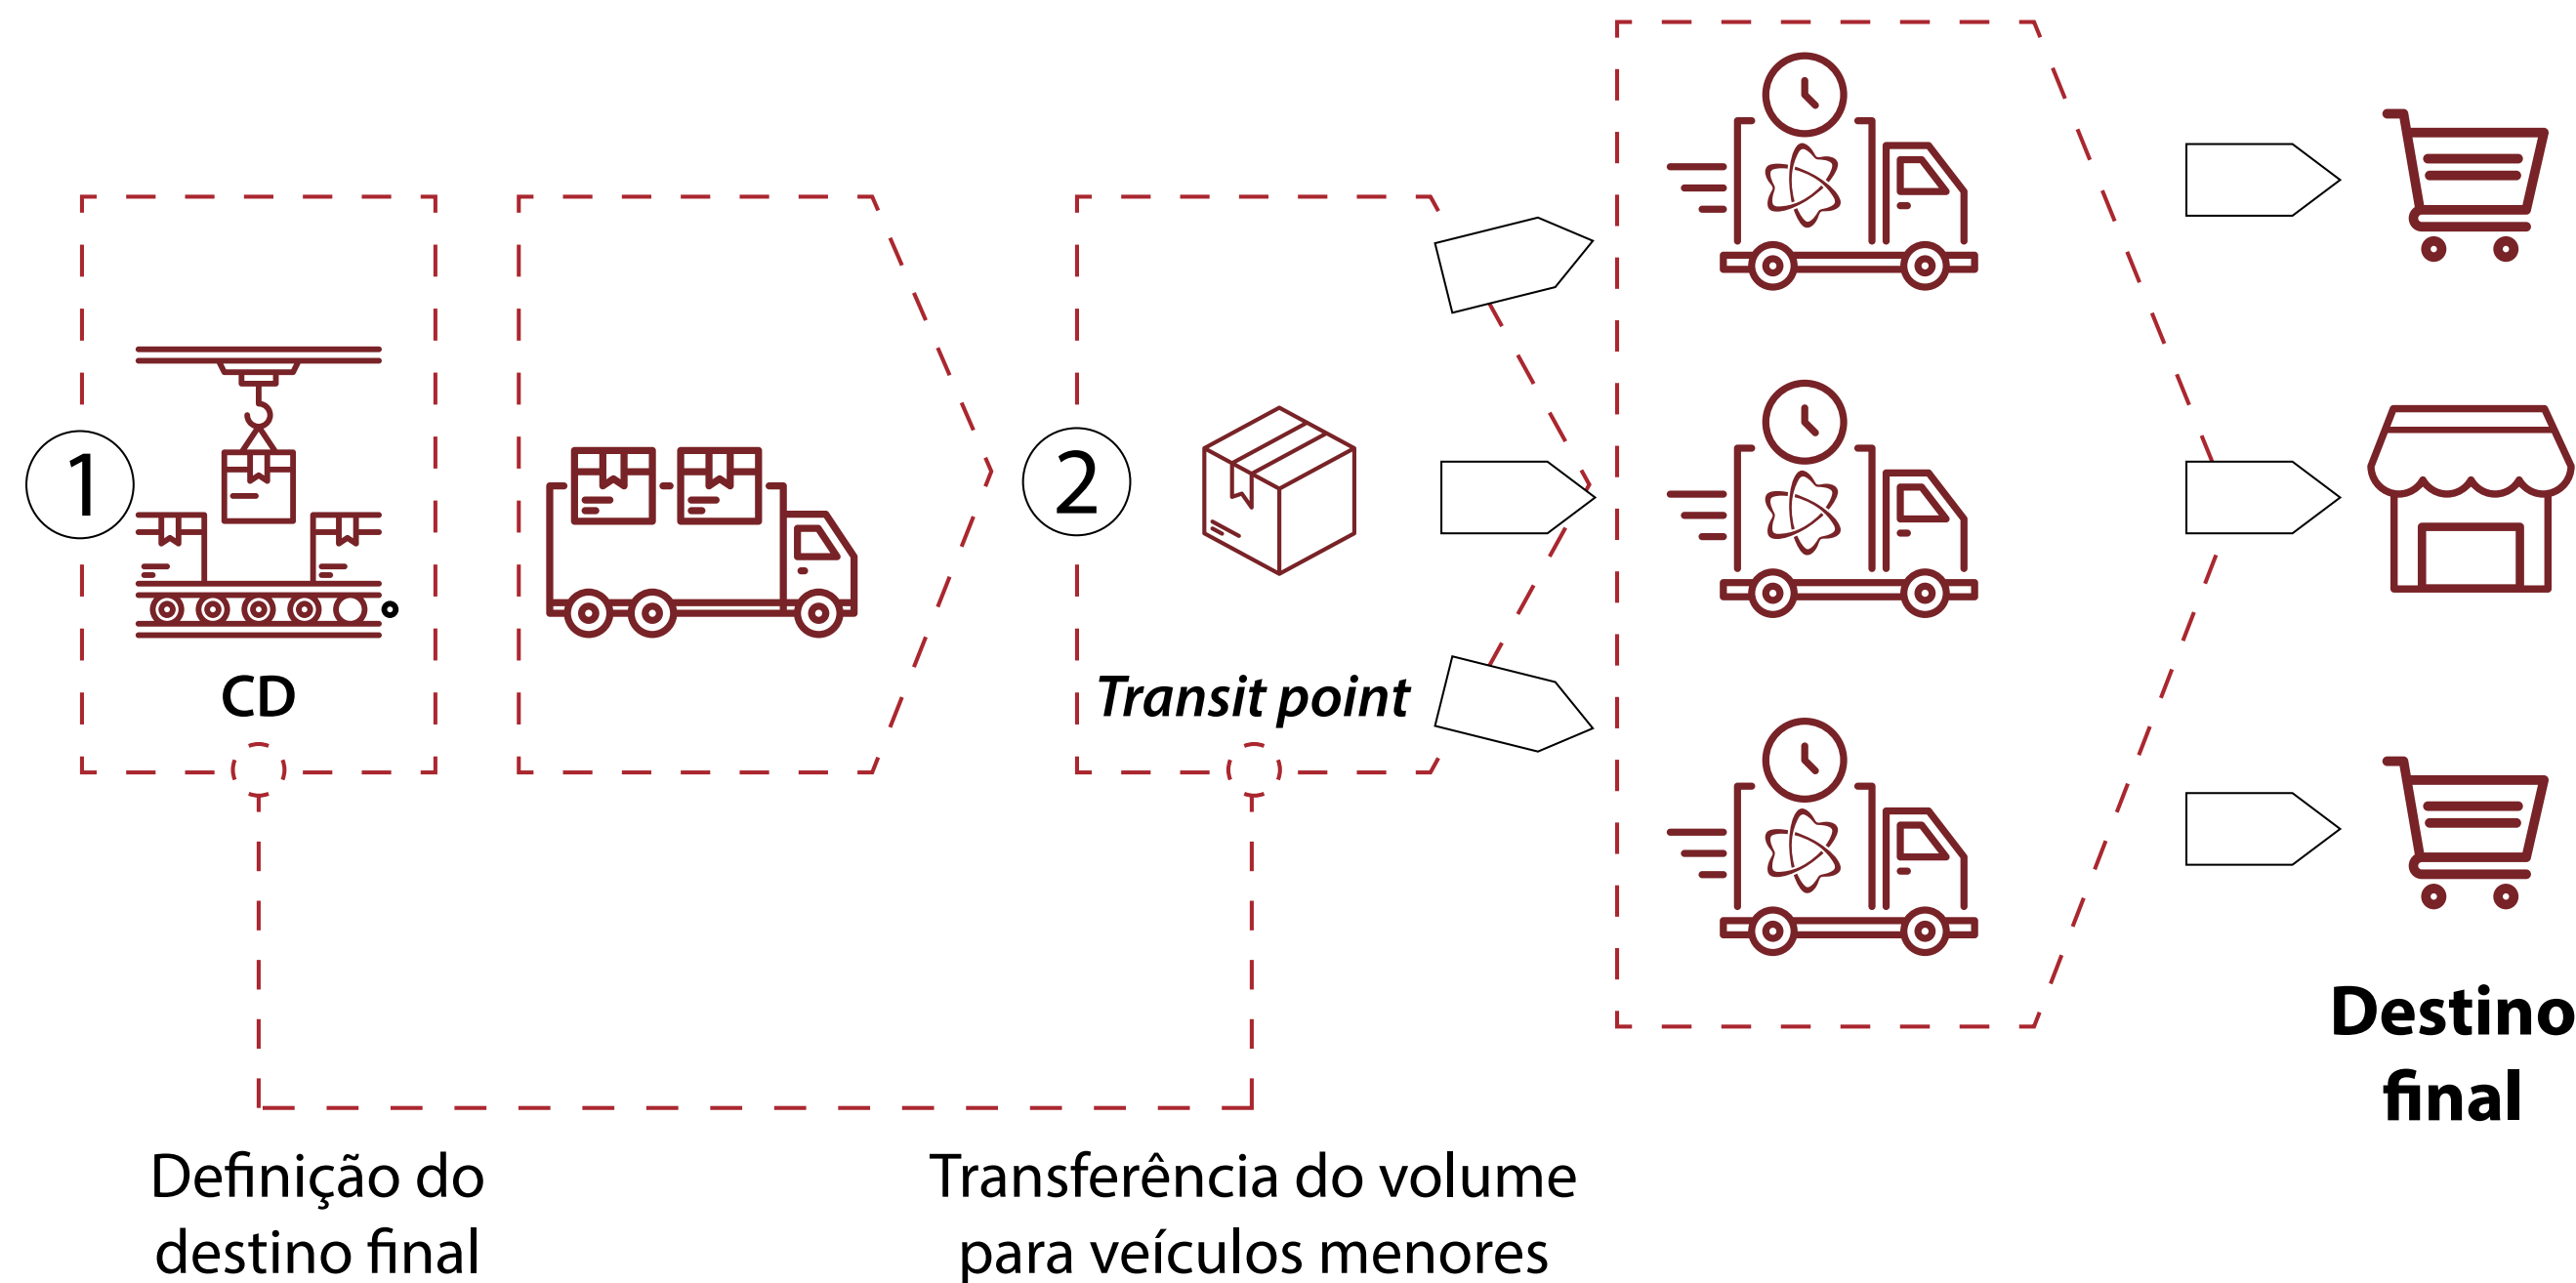 1
CD
2
Transit point
Destino
final
Definição do
destino final
Transferência do volume
para veículos menores